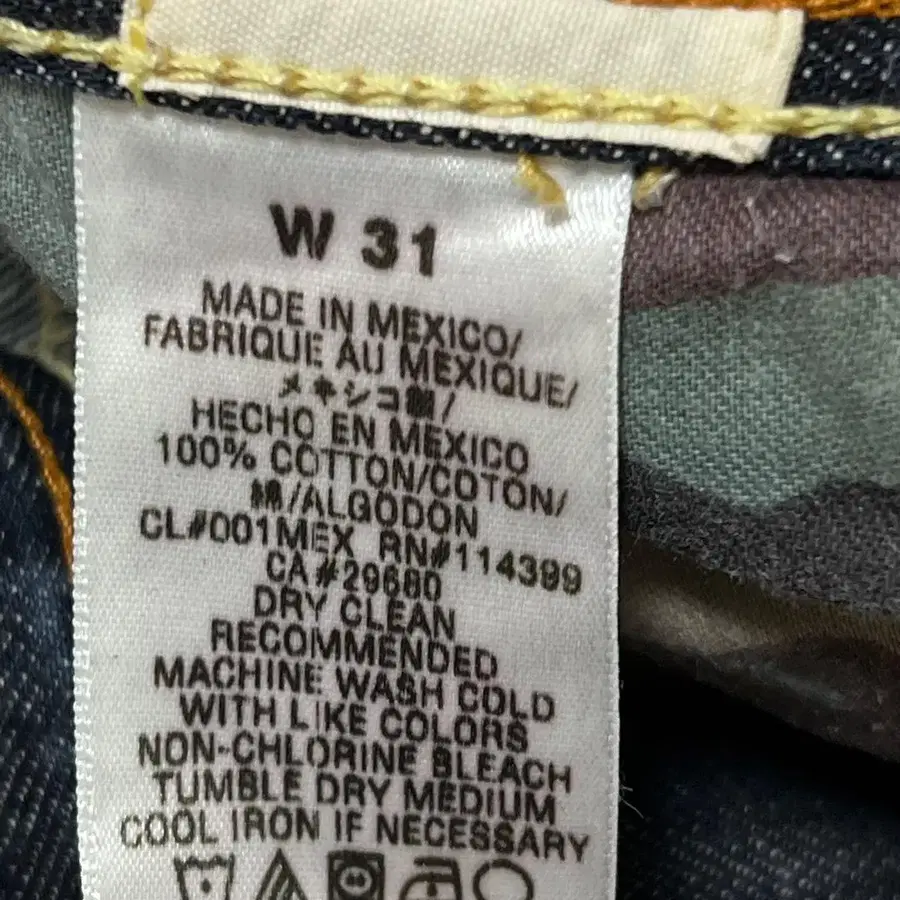 W 31
MADE IN MEXICO/
FABRIQUE AU MEXIQUE/
メキシコ製/
HECHO EN MEXICO
100% COTTON/COTON/
綿/ALGODON
CL#001MEX RN#114399
CA#29680
DRY CLEAN
RECOMMENDED
MACHINE WASH COLD
WITH LIKE COLORS
NON-CHLORINE BLEACH
TUMBLE DRY MEDIUM
COOL IRON IF NECESSARY